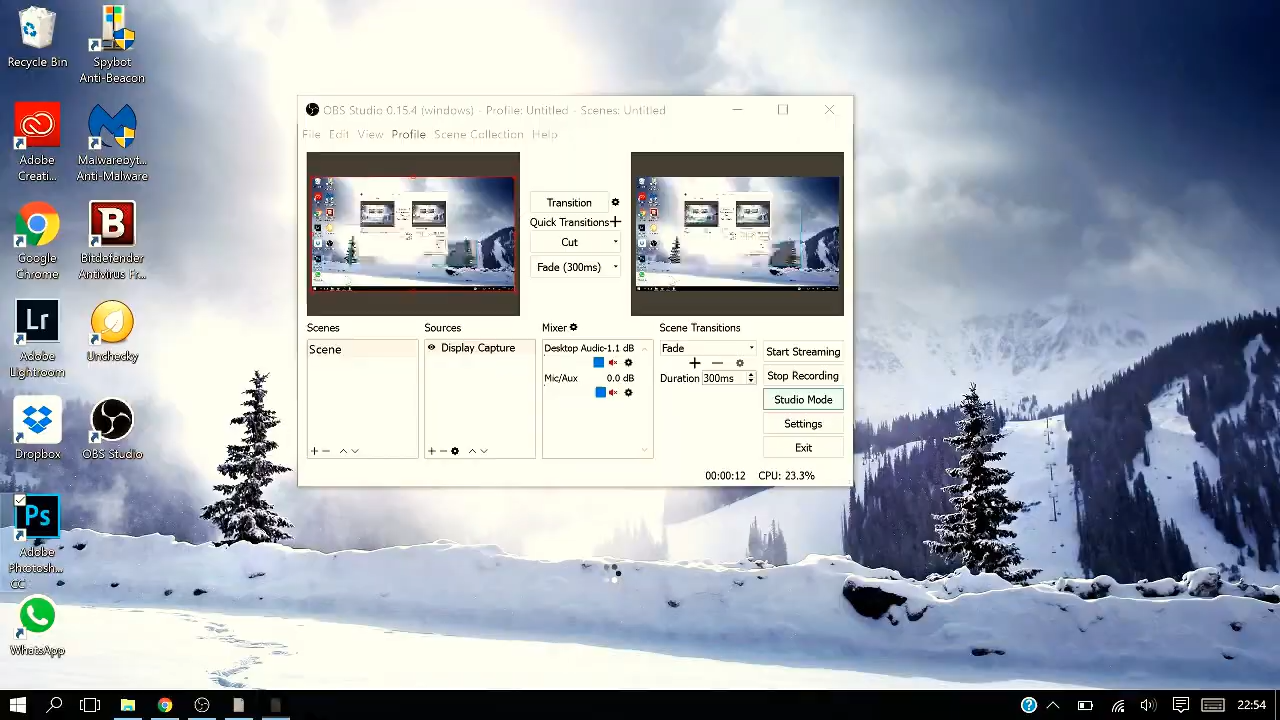 Recycle Bin
Spybot
Anti-Beacon
Adobe
Creati...
Malwarebyt...
Anti-Malware
Google
Chrome
B
Bitdefender
Antivirus Fr...
Lr
Adobe
Lightroom
Unchecky
Dropbox
OBS Studio
Ps
Adobe
Photosh...
CC
WhatsApp
OBS Studio 0.15.4 (windows) - Profile: Untitled - Scenes: Untitled
File Edit View Profile Scene Collection Help
Transition
Quick Transitions
Cut
Fade (300ms)
Scenes
Scene
Sources
Display Capture
Mixer
Desktop Audio -1.1 dB
Mic/Aux 0.0 dB
Scene Transitions
Fade
Duration 300ms
Start Streaming
Stop Recording
Studio Mode
Settings
Exit
00:00:12 CPU: 23.3%
22:54